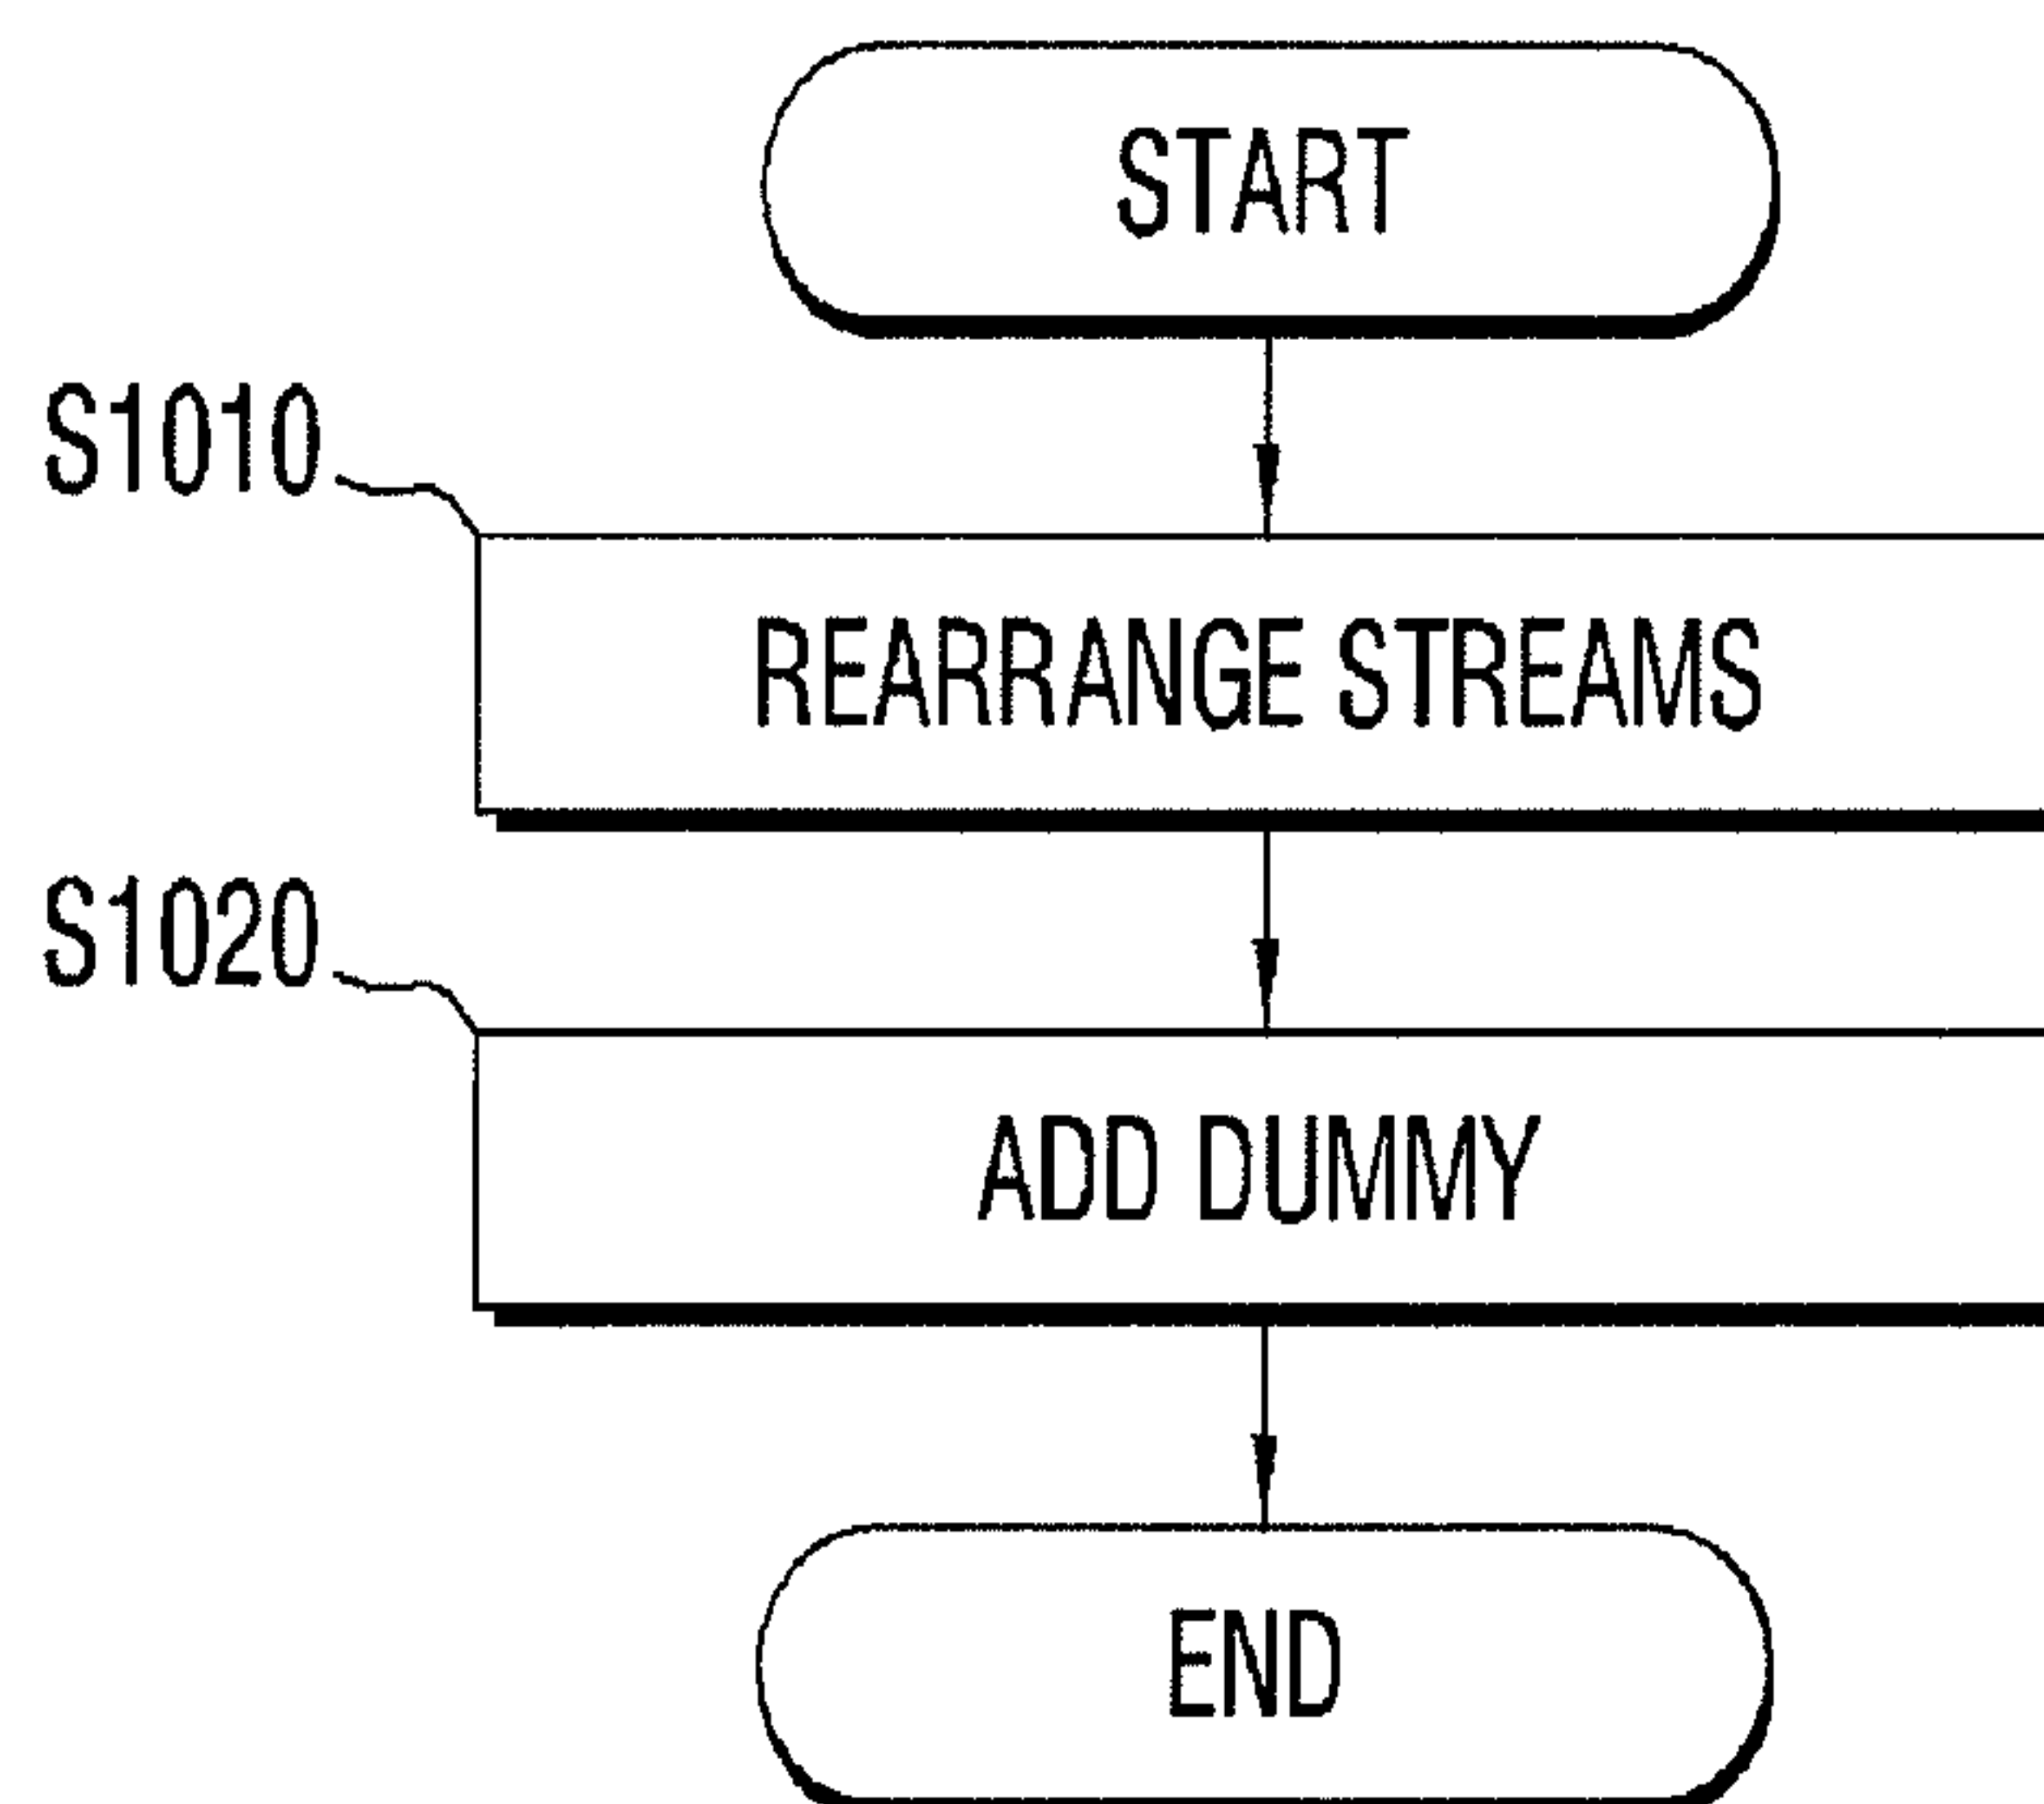 START
S1010
REARRANGE STREAMS
S1020
ADD DUMMY
END